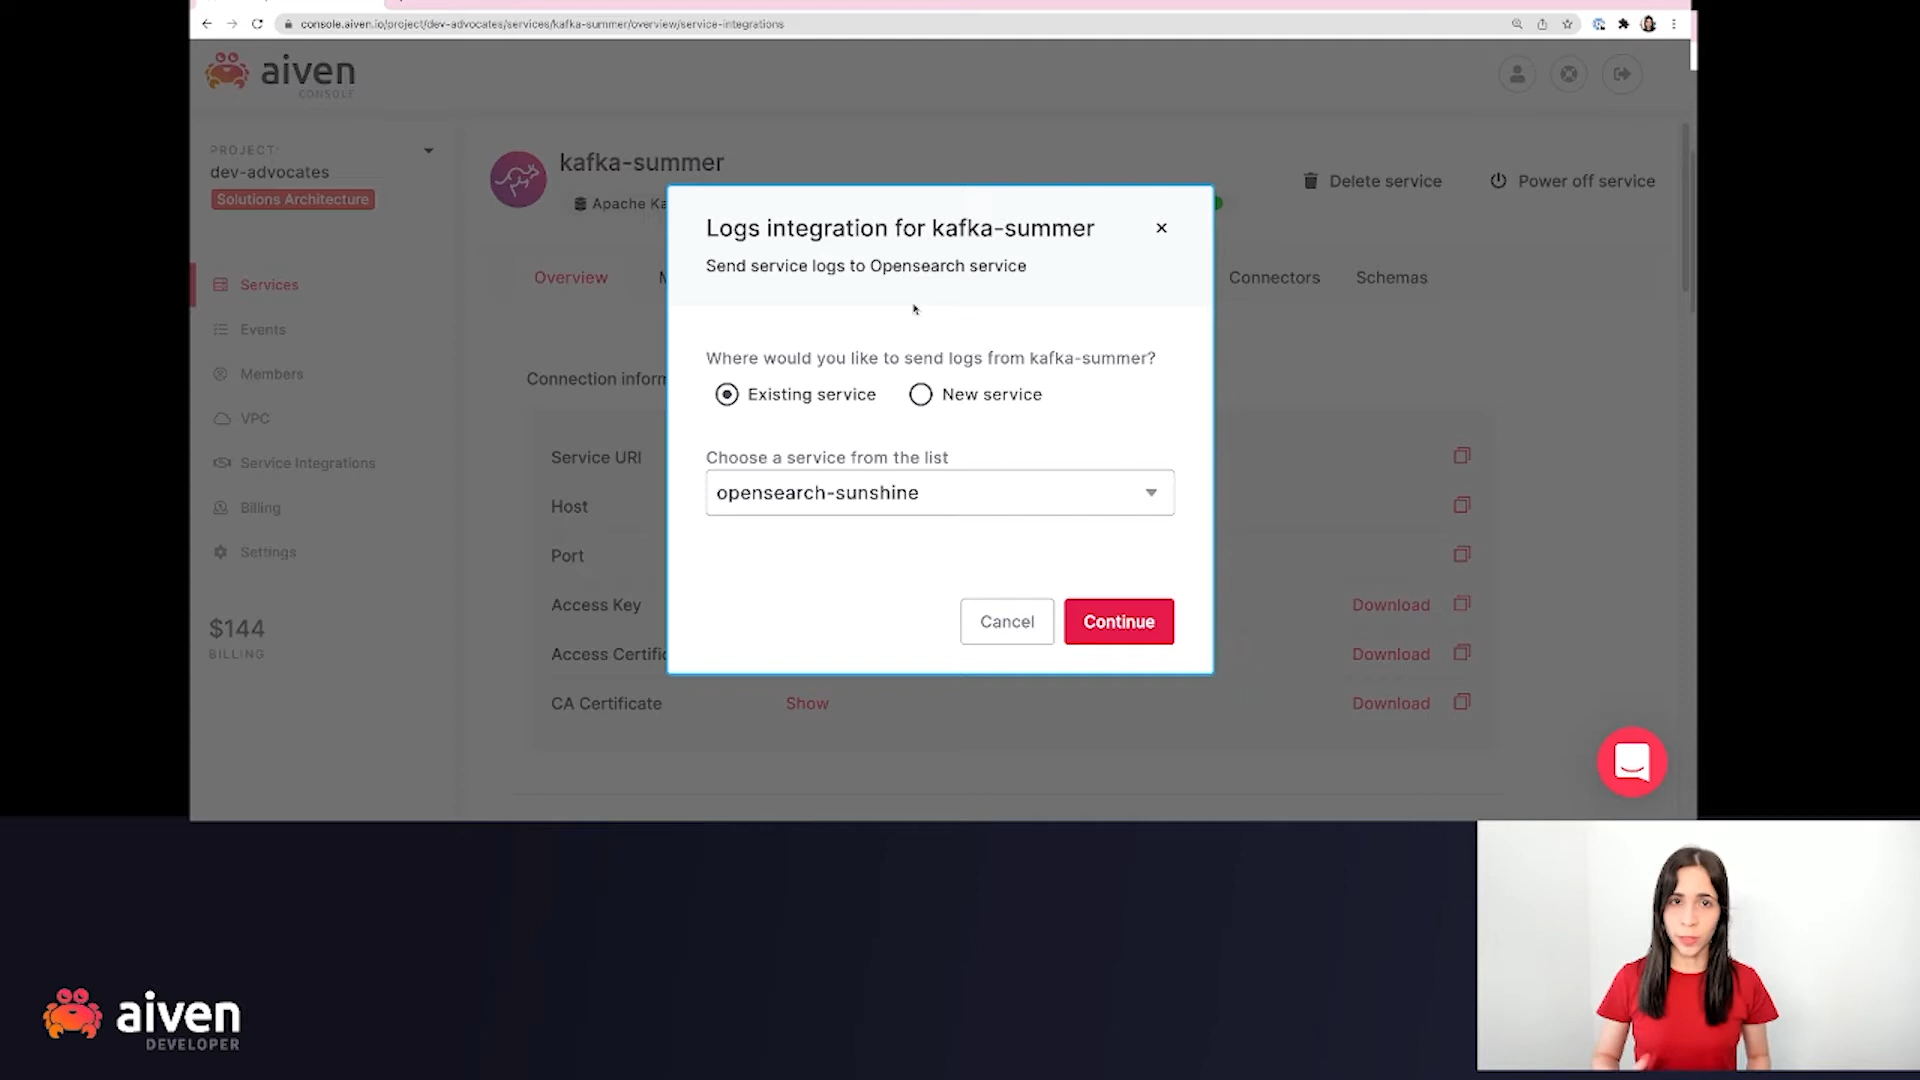 console.aiven.io/project/dev-advocates/services/kafka-summer/overview/service-integrations
aiven
CONSOLE
PROJECT:
dev-advocates
Solutions Architecture
Services
Events
Members
VPC
Service Integrations
Billing
Settings
$144
BILLING
kafka-summer
Apache Ka
Delete service
Power off service
Overview
M
Connectors
Schemas
Connection inform
Service URI
Host
Port
Access Key
Download
Access Certific
Download
CA Certificate
Show
Download
Logs integration for kafka-summer
Send service logs to Opensearch service
Where would you like to send logs from kafka-summer?
Existing service
New service
Choose a service from the list
opensearch-sunshine
Cancel
Continue
aiven
DEVELOPER